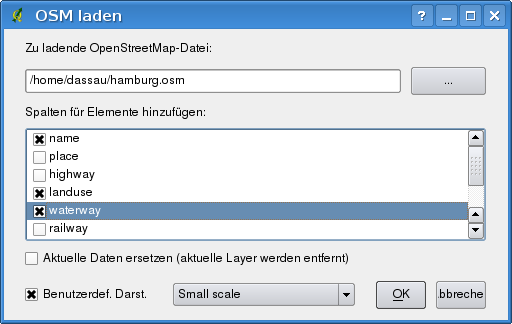 OSM laden
Zu ladende OpenStreetMap-Datei:
/home/dassau/hamburg.osm
...
Spalten für Elemente hinzufügen:
name
place
highway
landuse
waterway
railway
Aktuelle Daten ersetzen (aktuelle Layer werden entfernt)
Benutzerdef. Darst. Small scale OK .bbreche